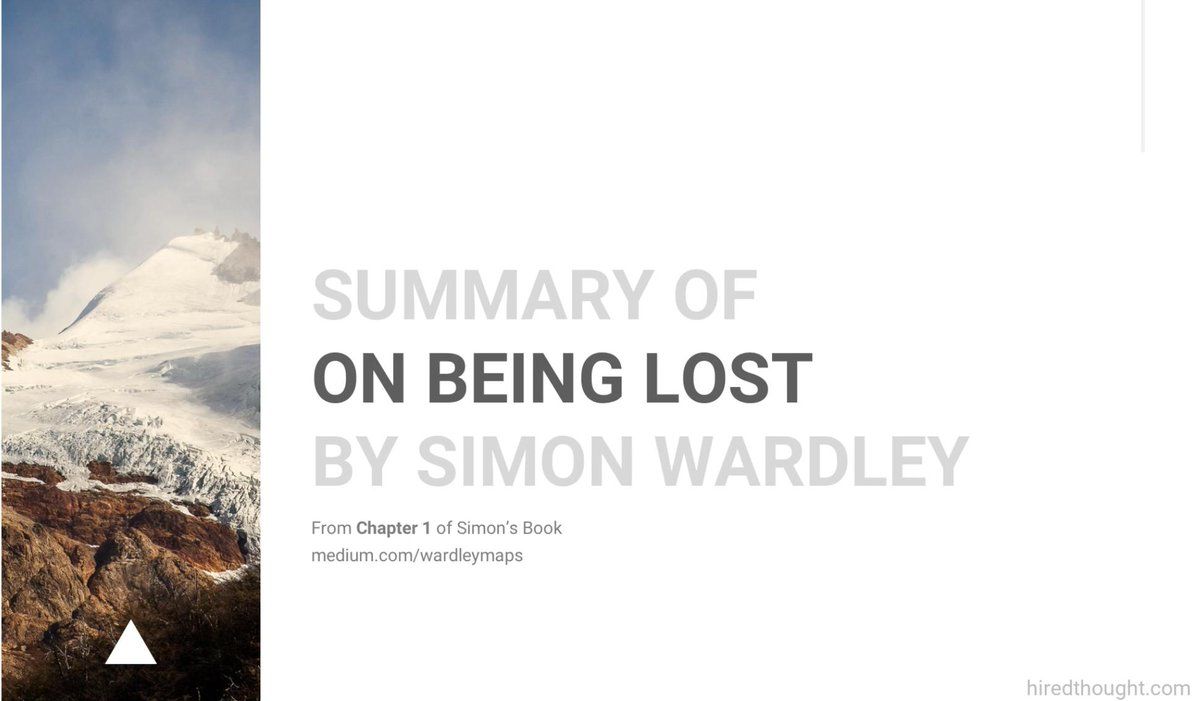 SUMMARY OF
ON BEING LOST
BY SIMON WARDLEY
From Chapter 1 of Simon’s Book
medium.com/wardleymaps
hiredthought.com